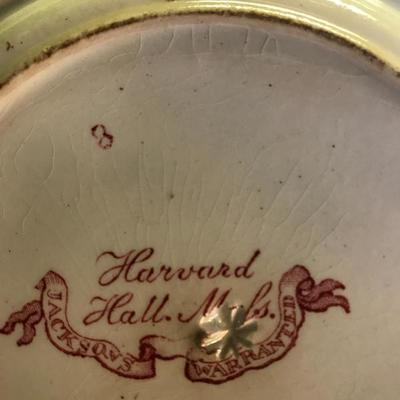 8
Harvard
Hall. Mass.
JACKSON'S WARRANTED